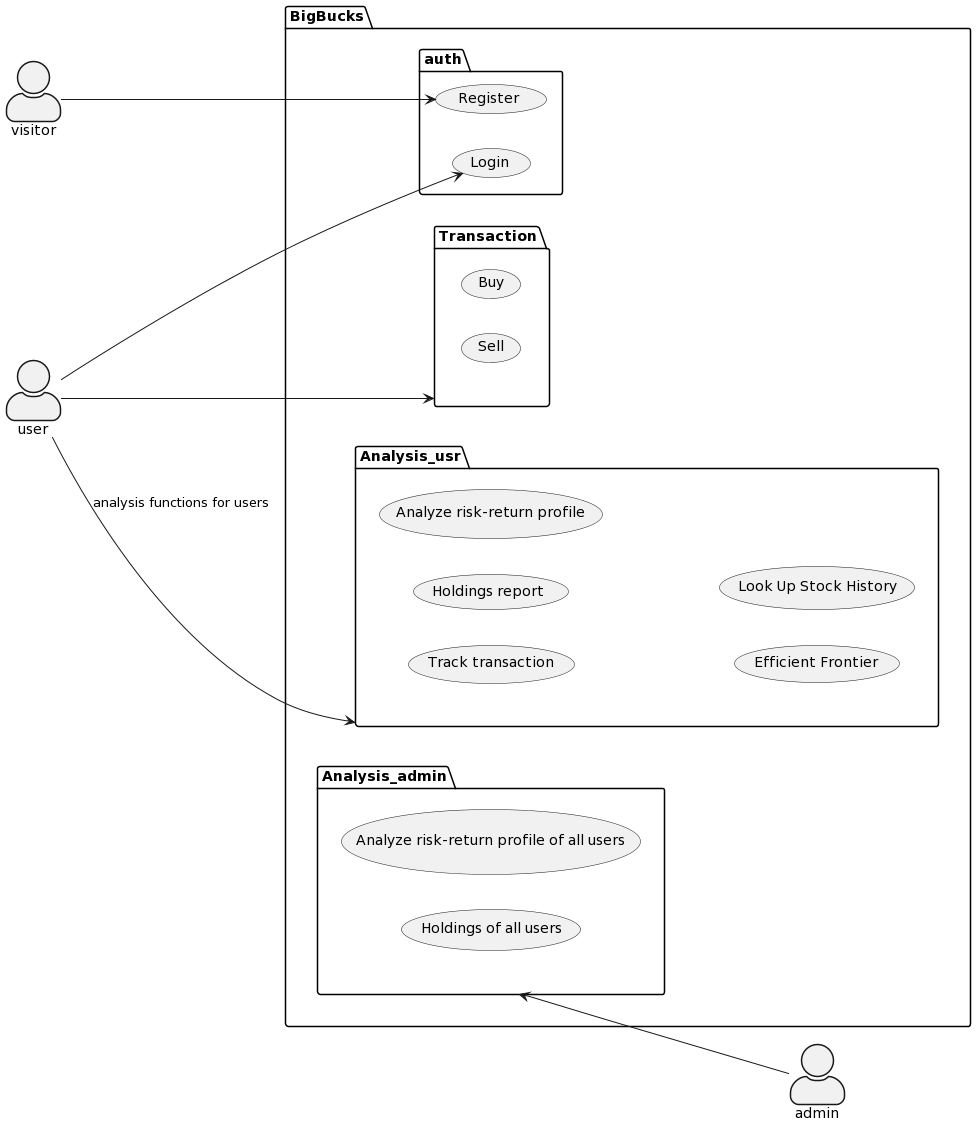 BigBucks
auth
Register
visitor
Login
Transaction
Buy
Sell
user
Analysis_usr
analysis functions for users
Analyze risk-return profile
Look Up Stock History
Holdings report
Track transaction
Efficient Frontier
Analysis_admin
Analyze risk-return profile of all users
Holdings of all users
admin